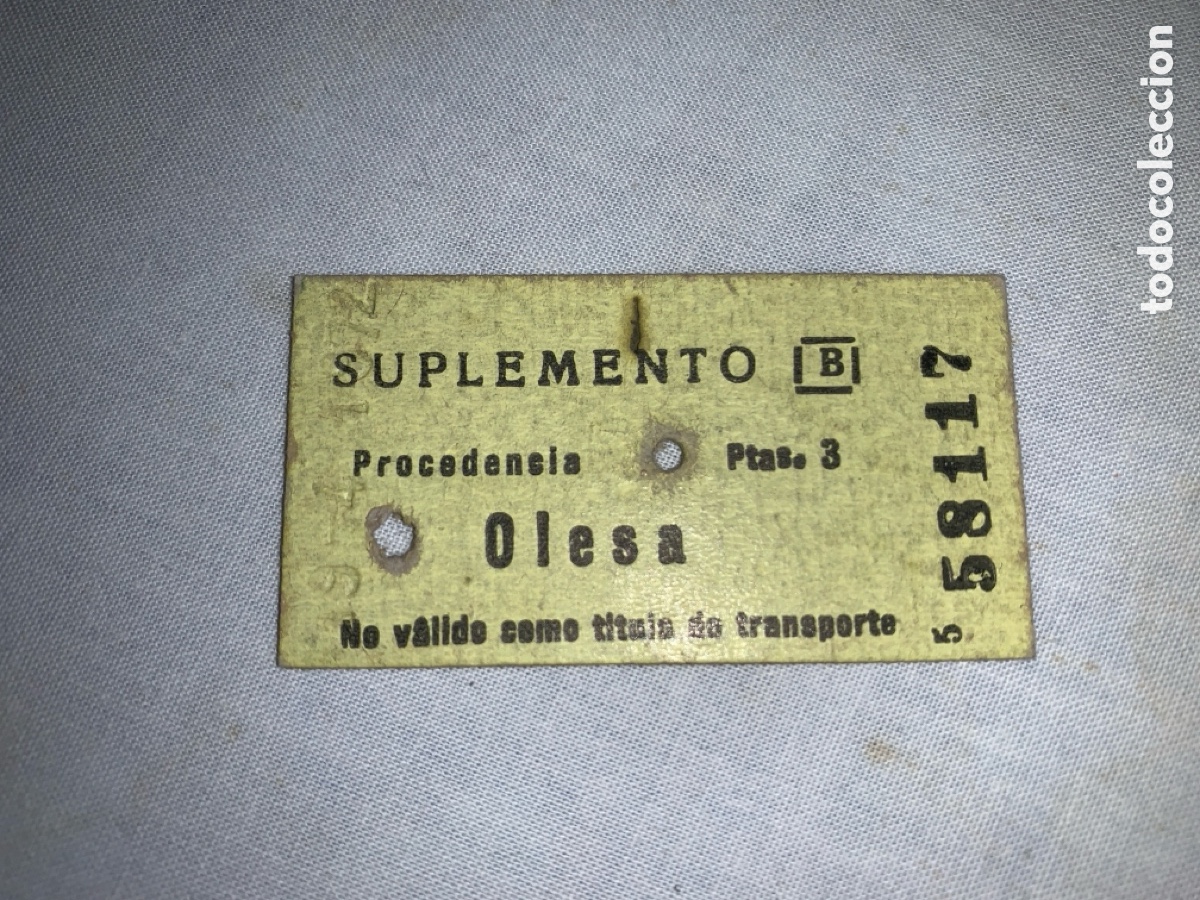 SUPLEMENTO B
Procedencia Ptas. 3
Olesa
No válido como título de transporte
5 58117
todocoleccion